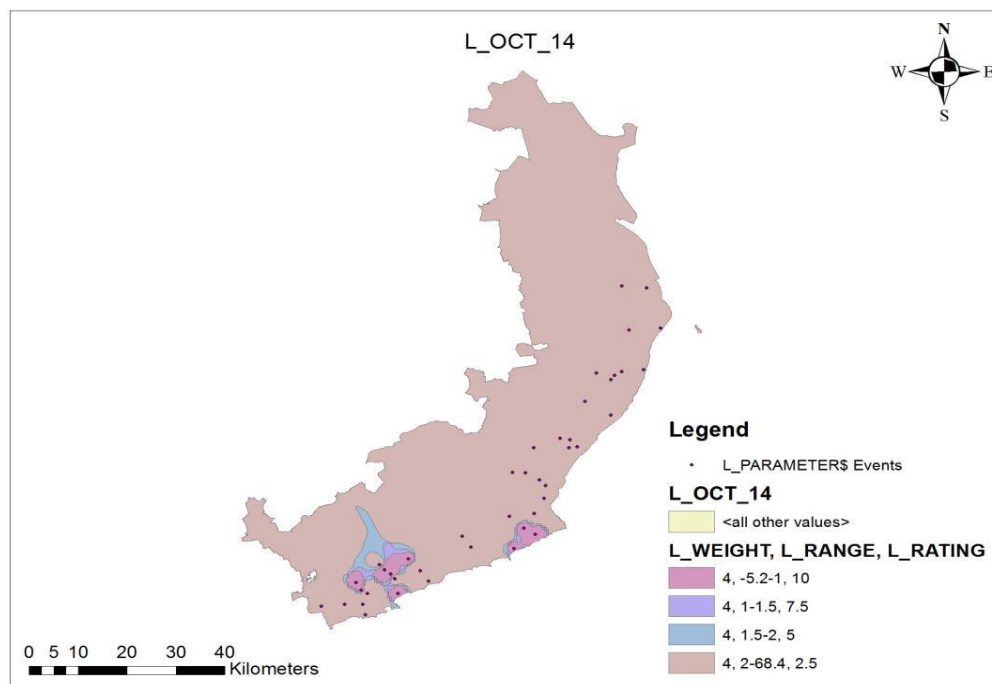 L_OCT_14
N
W E
S
Legend
L_PARAMETER$ Events
L_OCT_14
<all other values>
L_WEIGHT, L_RANGE, L_RATING
4, -5.2-1, 10
4, 1-1.5, 7.5
4, 1.5-2, 5
4, 2-68.4, 2.5
0 5 10 20 30 40
Kilometers